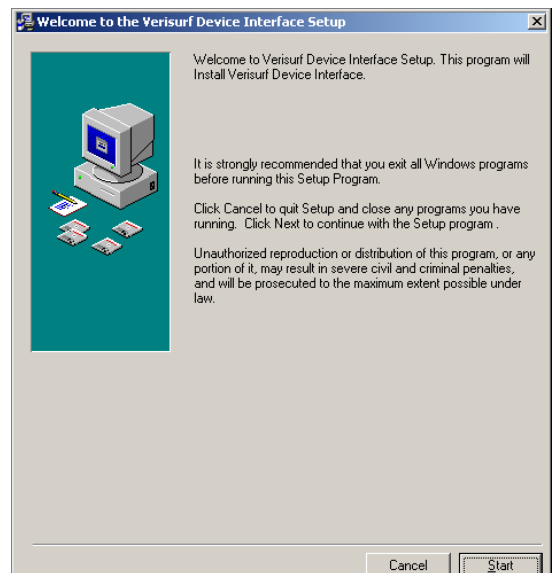 Welcome to the Verisurf Device Interface Setup
Welcome to Verisurf Device Interface Setup. This program will
Install Verisurf Device Interface.
It is strongly recommended that you exit all Windows programs
before running this Setup Program.
Click Cancel to quit Setup and close any programs you have
running. Click Next to continue with the Setup program .
Unauthorized reproduction or distribution of this program, or any
portion of it, may result in severe civil and criminal penalties,
and will be prosecuted to the maximum extent possible under
law.
Cancel
Start